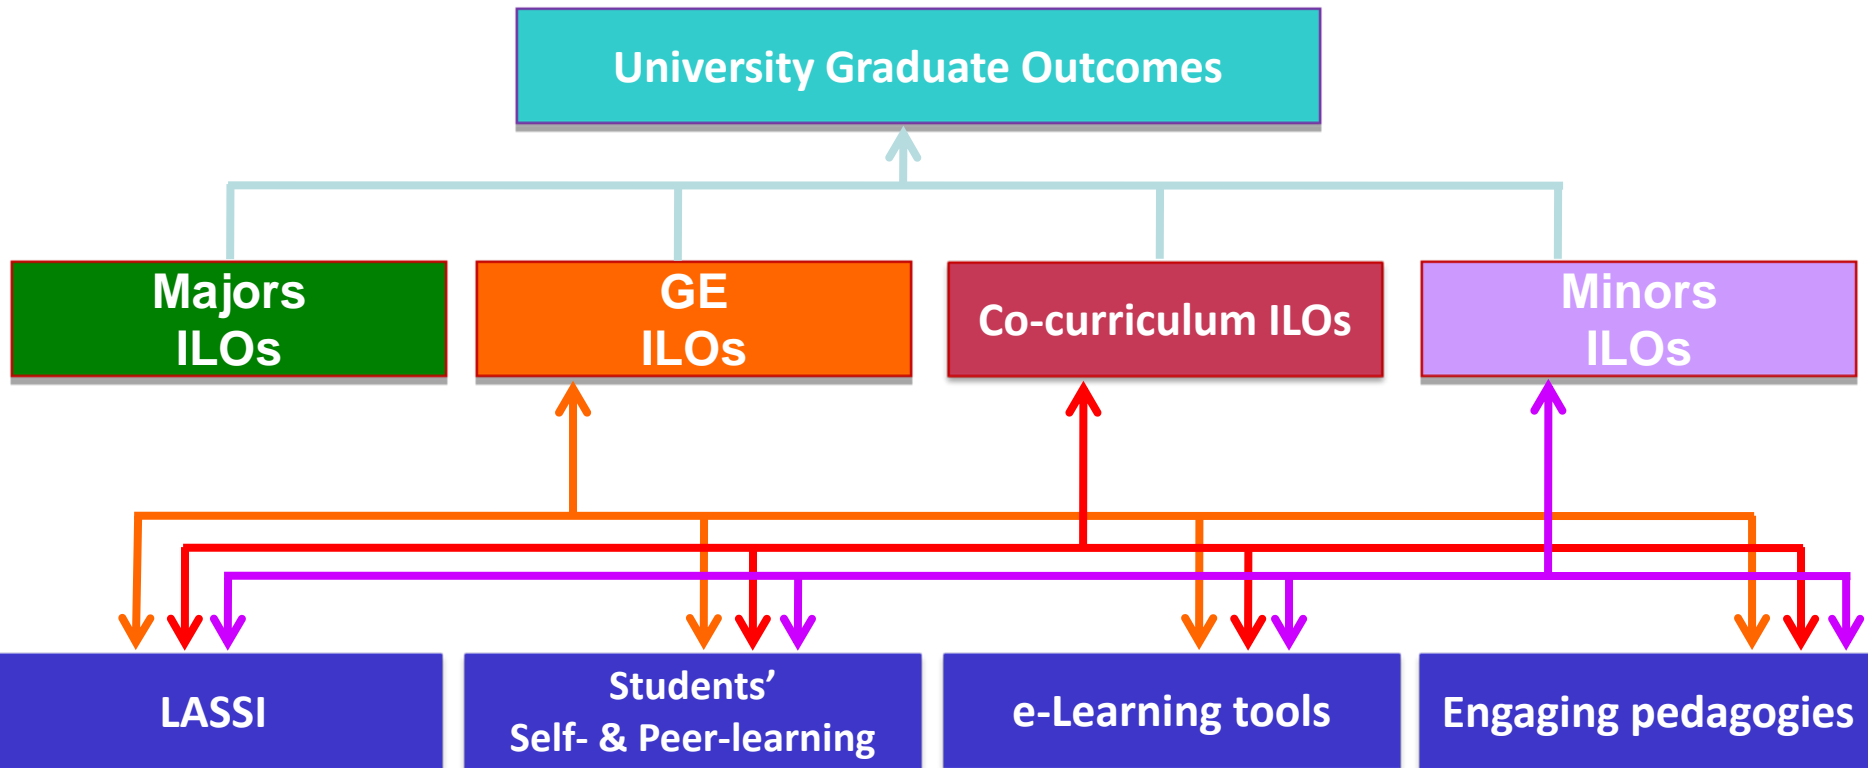 University Graduate Outcomes
Majors
ILOs
GE
ILOs
Co-curriculum ILOs
Minors
ILOs
LASSI
Students’
Self- & Peer-learning
e-Learning tools
Engaging pedagogies